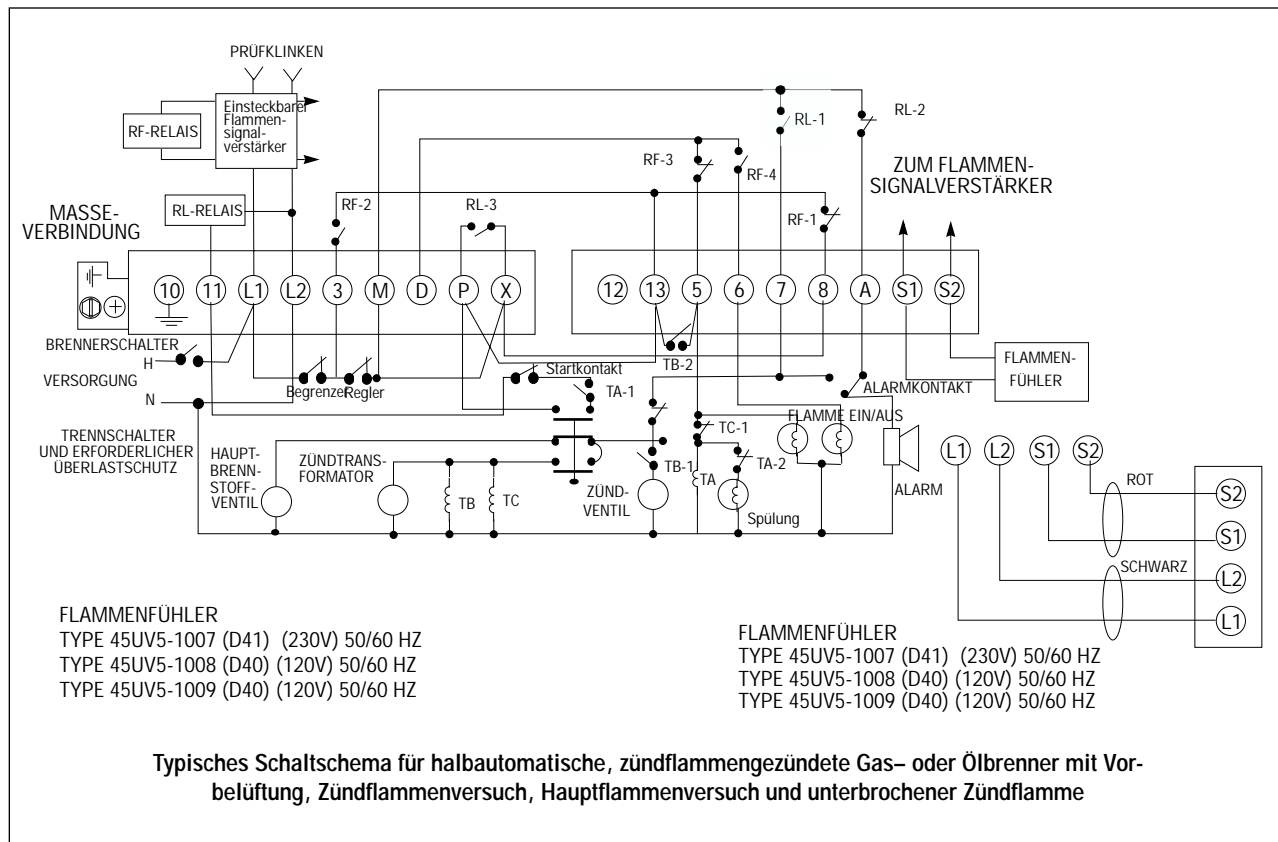 PRÜFKLINKEN
Einsteckbarer
Flammen-
signal-
verstärker
RF-RELAIS
RL-RELAIS
MASSE-
VERBINDUNG
RF-2
RL-3
RF-3
RF-4
RL-1
RL-2
RF-1
ZUM FLAMMEN-
SIGNALVERSTÄRKER
10 11 L1 L2 3 M D P X
12 13 5 6 7 8 A S1 S2
BRENNERSCHALTER
H
VERSORGUNG
N
Begrenzer
Regler
Startkontakt
TA-1
TB-2
ALARMKONTAKT
FLAMMEN-
FÜHLER
TRENNSCHALTER
UND ERFORDERLICHER
ÜBERLASTSCHUTZ
HAUPT-
BRENN-
STOFF-
VENTIL
ZÜNDTRANS-
FORMATOR
TB
TC
ZÜND-
VENTIL
TB-1
TA
TC-1
TA-2
Spülung
FLAMME EIN/AUS
ALARM
L1 L2 S1 S2
ROT
SCHWARZ
S2
S1
L2
L1
FLAMMENFÜHLER
TYPE 45UV5-1007 (D41) (230V) 50/60 HZ
TYPE 45UV5-1008 (D40) (120V) 50/60 HZ
TYPE 45UV5-1009 (D40) (120V) 50/60 HZ
FLAMMENFÜHLER
TYPE 45UV5-1007 (D41) (230V) 50/60 HZ
TYPE 45UV5-1008 (D40) (120V) 50/60 HZ
TYPE 45UV5-1009 (D40) (120V) 50/60 HZ
Typisches Schaltschema für halbautomatische, zündflammengezündete Gas– oder Ölbrenner mit Vor-
belüftung, Zündflammenversuch, Hauptflammenversuch und unterbrochener Zündflamme